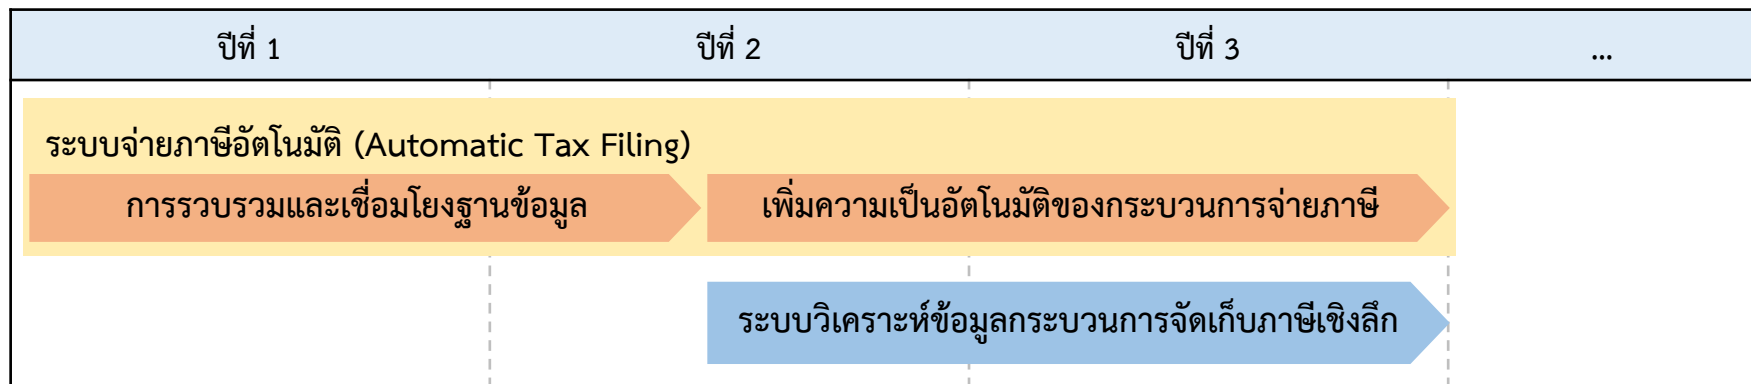 ปีที่ 1
ปีที่ 2
ปีที่ 3
...
ระบบจ่ายภาษีอัตโนมัติ (Automatic Tax Filing)
การรวบรวมและเชื่อมโยงฐานข้อมูล
เพิ่มความเป็นอัตโนมัติของกระบวนการจ่ายภาษี
ระบบวิเคราะห์ข้อมูลกระบวนการจัดเก็บภาษีเชิงลึก